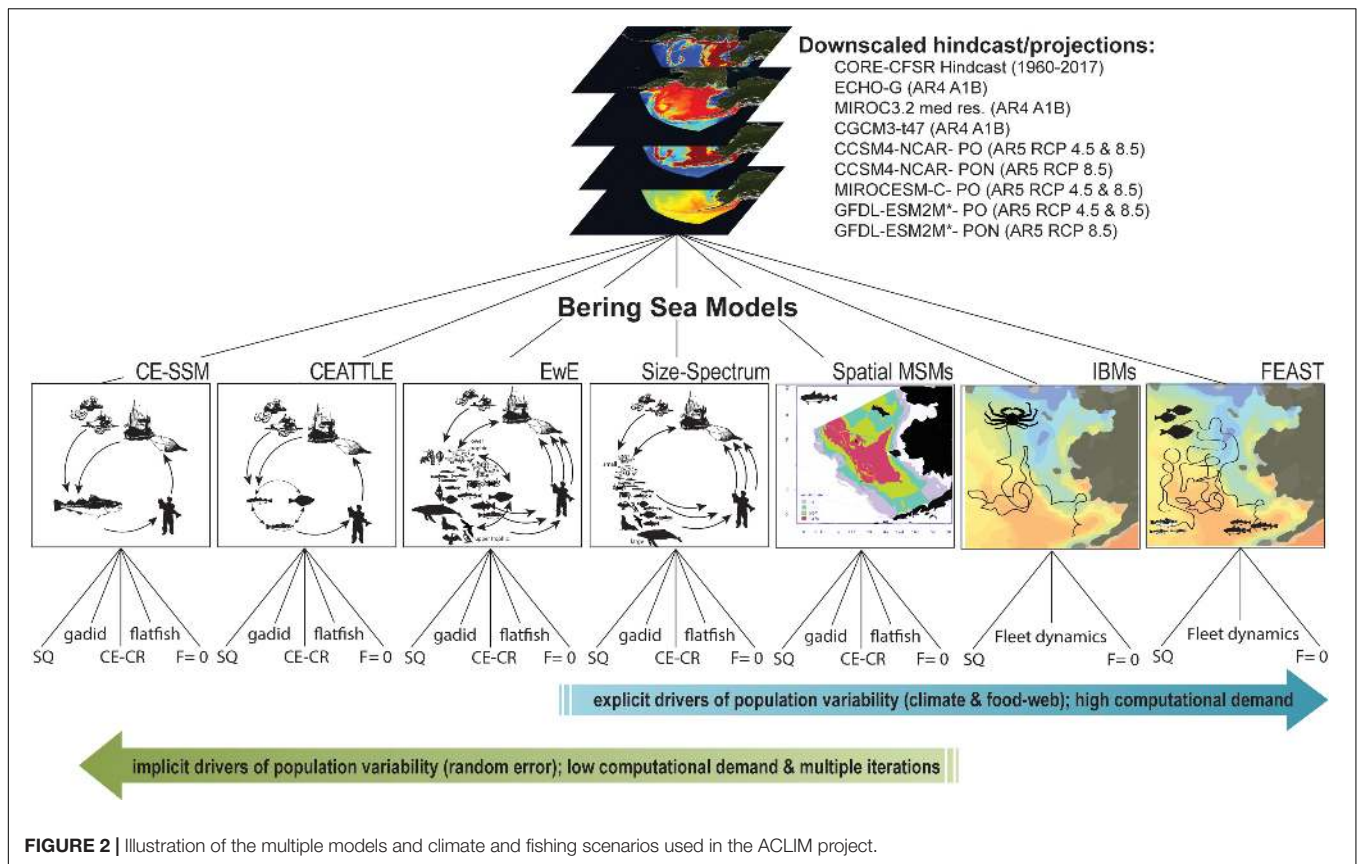 Downscaled hindcast/projections:
CORE-CFSR Hindcast (1960-2017)
ECHO-G (AR4 A1B)
MIROC3.2 med res. (AR4 A1B)
CGCM3-t47 (AR4 A1B)
CCSM4-NCAR- PO (AR5 RCP 4.5 & 8.5)
CCSM4-NCAR- PON (AR5 RCP 8.5)
MIROCESM-C- PO (AR5 RCP 4.5 & 8.5)
GFDL-ESM2M*- PO (AR5 RCP 4.5 & 8.5)
GFDL-ESM2M*- PON (AR5 RCP 8.5)
Bering Sea Models
CE-SSM CEATTLE EwE Size-Spectrum Spatial MSMs IBMs FEAST
lower trophic
small
upper trophic
large
gadid flatfish gadid flatfish gadid flatfish gadid flatfish gadid flatfish Fleet dynamics Fleet dynamics
SQ CE-CR F= 0 SQ CE-CR F= 0 SQ CE-CR F= 0 SQ CE-CR F= 0 SQ CE-CR F= 0 SQ F= 0 SQ F= 0
explicit drivers of population variability (climate & food-web); high computational demand
implicit drivers of population variability (random error); low computational demand & multiple iterations
FIGURE 2 | Illustration of the multiple models and climate and fishing scenarios used in the ACLIM project.